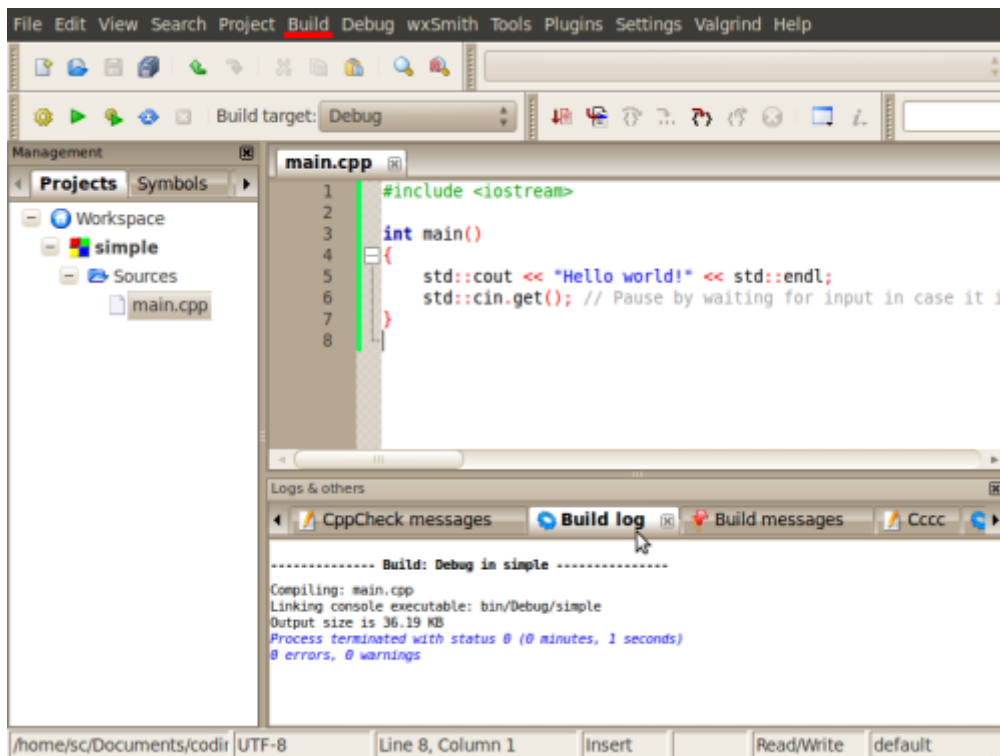 File Edit View Search Project Build Debug wxSmith Tools Plugins Settings Valgrind Help
Build target: Debug
Management
Projects Symbols
Workspace
simple
Sources
main.cpp
main.cpp
1 #include <iostream>
2
3 int main()
4 {
5 std::cout << "Hello world!" << std::endl;
6 std::cin.get(); // Pause by waiting for input in case it i
7 }
8
Logs & others
CppCheck messages Build log Build messages Cccc
-------------- Build: Debug in simple ---------------
Compiling: main.cpp
Linking console executable: bin/Debug/simple
Output size is 36.19 KB
Process terminated with status 0 (0 minutes, 1 seconds)
0 errors, 0 warnings
/home/sc/Documents/codin UTF-8 Line 8, Column 1 Insert Read/Write default